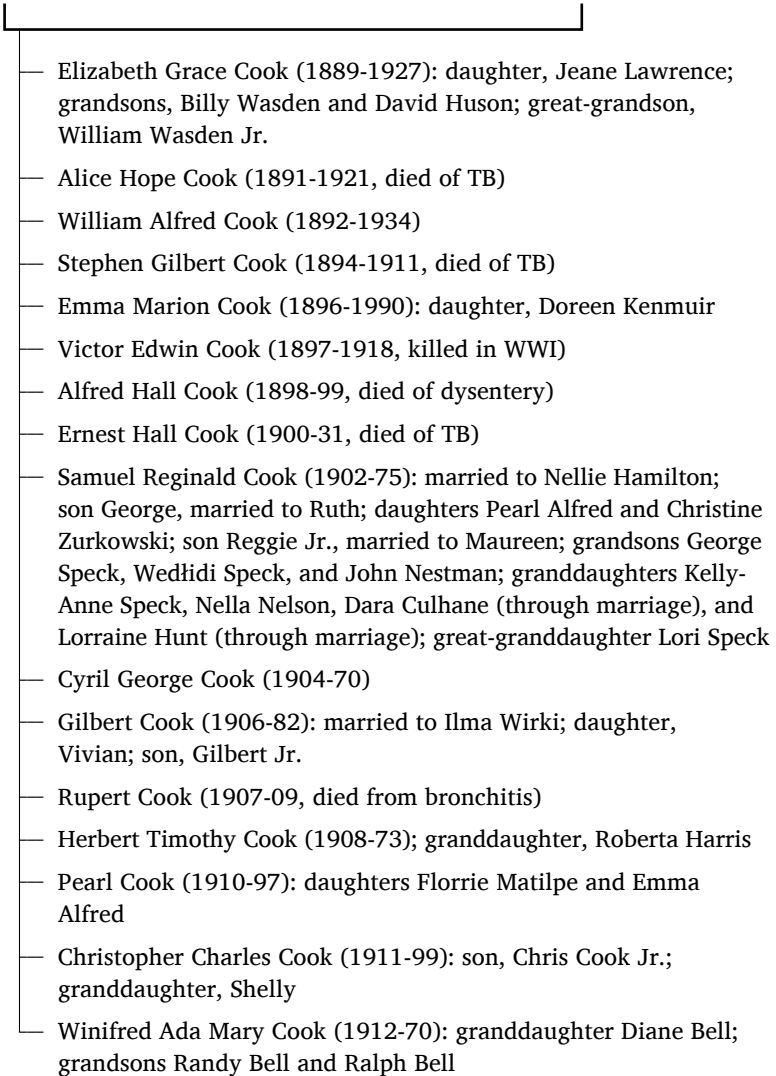 Elizabeth Grace Cook (1889-1927): daughter, Jeane Lawrence;
grandsons, Billy Wasden and David Huson; great-grandson,
William Wasden Jr.
Alice Hope Cook (1891-1921, died of TB)
William Alfred Cook (1892-1934)
Stephen Gilbert Cook (1894-1911, died of TB)
Emma Marion Cook (1896-1990): daughter, Doreen Kenmuir
Victor Edwin Cook (1897-1918, killed in WWI)
Alfred Hall Cook (1898-99, died of dysentery)
Ernest Hall Cook (1900-31, died of TB)
Samuel Reginald Cook (1902-75): married to Nellie Hamilton;
son George, married to Ruth; daughters Pearl Alfred and Christine
Zurkowski; son Reggie Jr., married to Maureen; grandsons George
Speck, Wedłidi Speck, and John Nestman; granddaughters Kelly-
Anne Speck, Nella Nelson, Dara Culhane (through marriage), and
Lorraine Hunt (through marriage); great-granddaughter Lori Speck
Cyril George Cook (1904-70)
Gilbert Cook (1906-82): married to Ilma Wirki; daughter,
Vivian; son, Gilbert Jr.
Rupert Cook (1907-09, died from bronchitis)
Herbert Timothy Cook (1908-73); granddaughter, Roberta Harris
Pearl Cook (1910-97): daughters Florrie Matilpe and Emma
Alfred
Christopher Charles Cook (1911-99): son, Chris Cook Jr.;
granddaughter, Shelly
Winifred Ada Mary Cook (1912-70): granddaughter Diane Bell;
grandsons Randy Bell and Ralph Bell